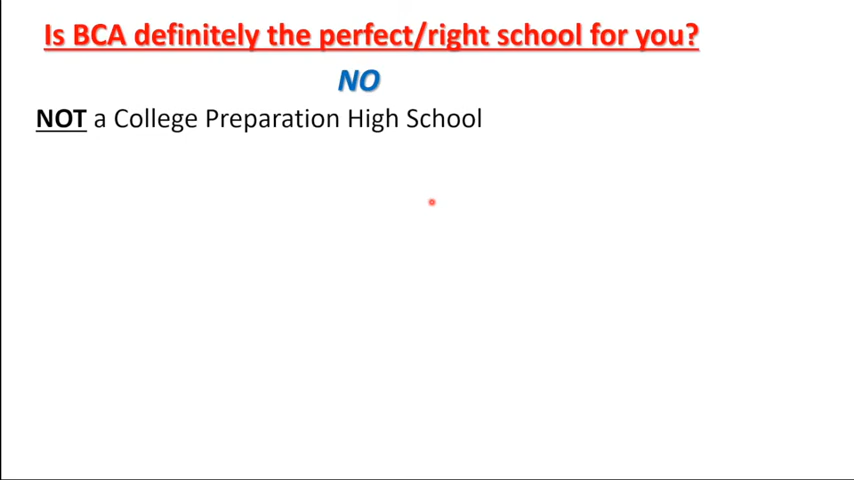 Is BCA definitely the perfect/right school for you?
NO
NOT a College Preparation High School